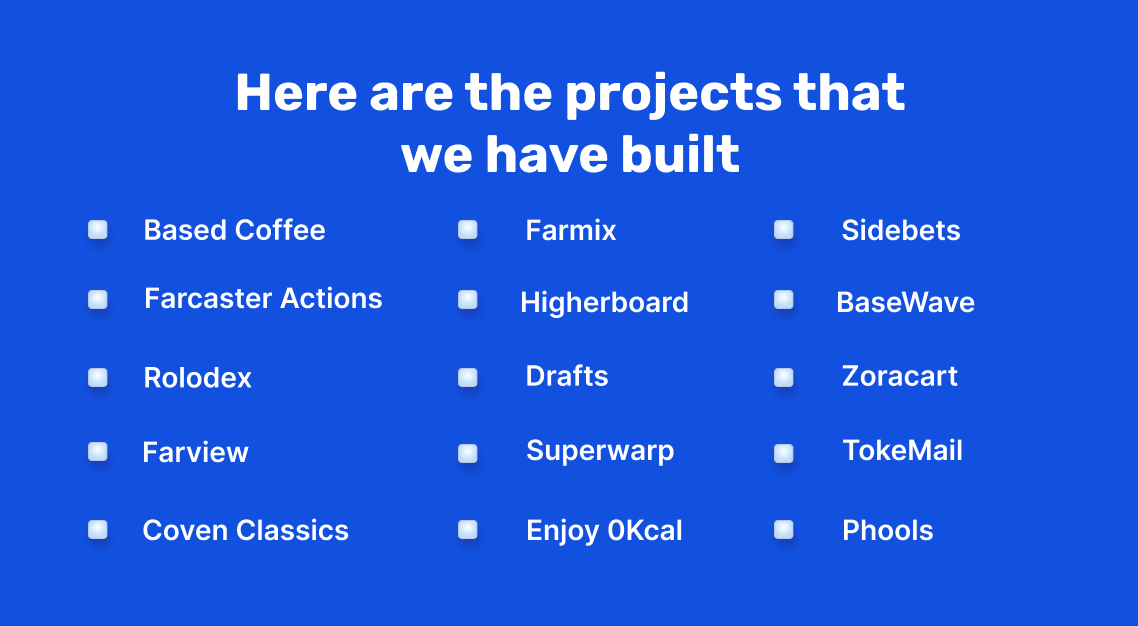 Here are the projects that
we have built
Based Coffee
Farcaster Actions
Rolodex
Farview
Coven Classics
Farmix
Higherboard
Drafts
Superwarp
Enjoy 0Kcal
Sidebets
BaseWave
Zoracart
TokeMail
Phools